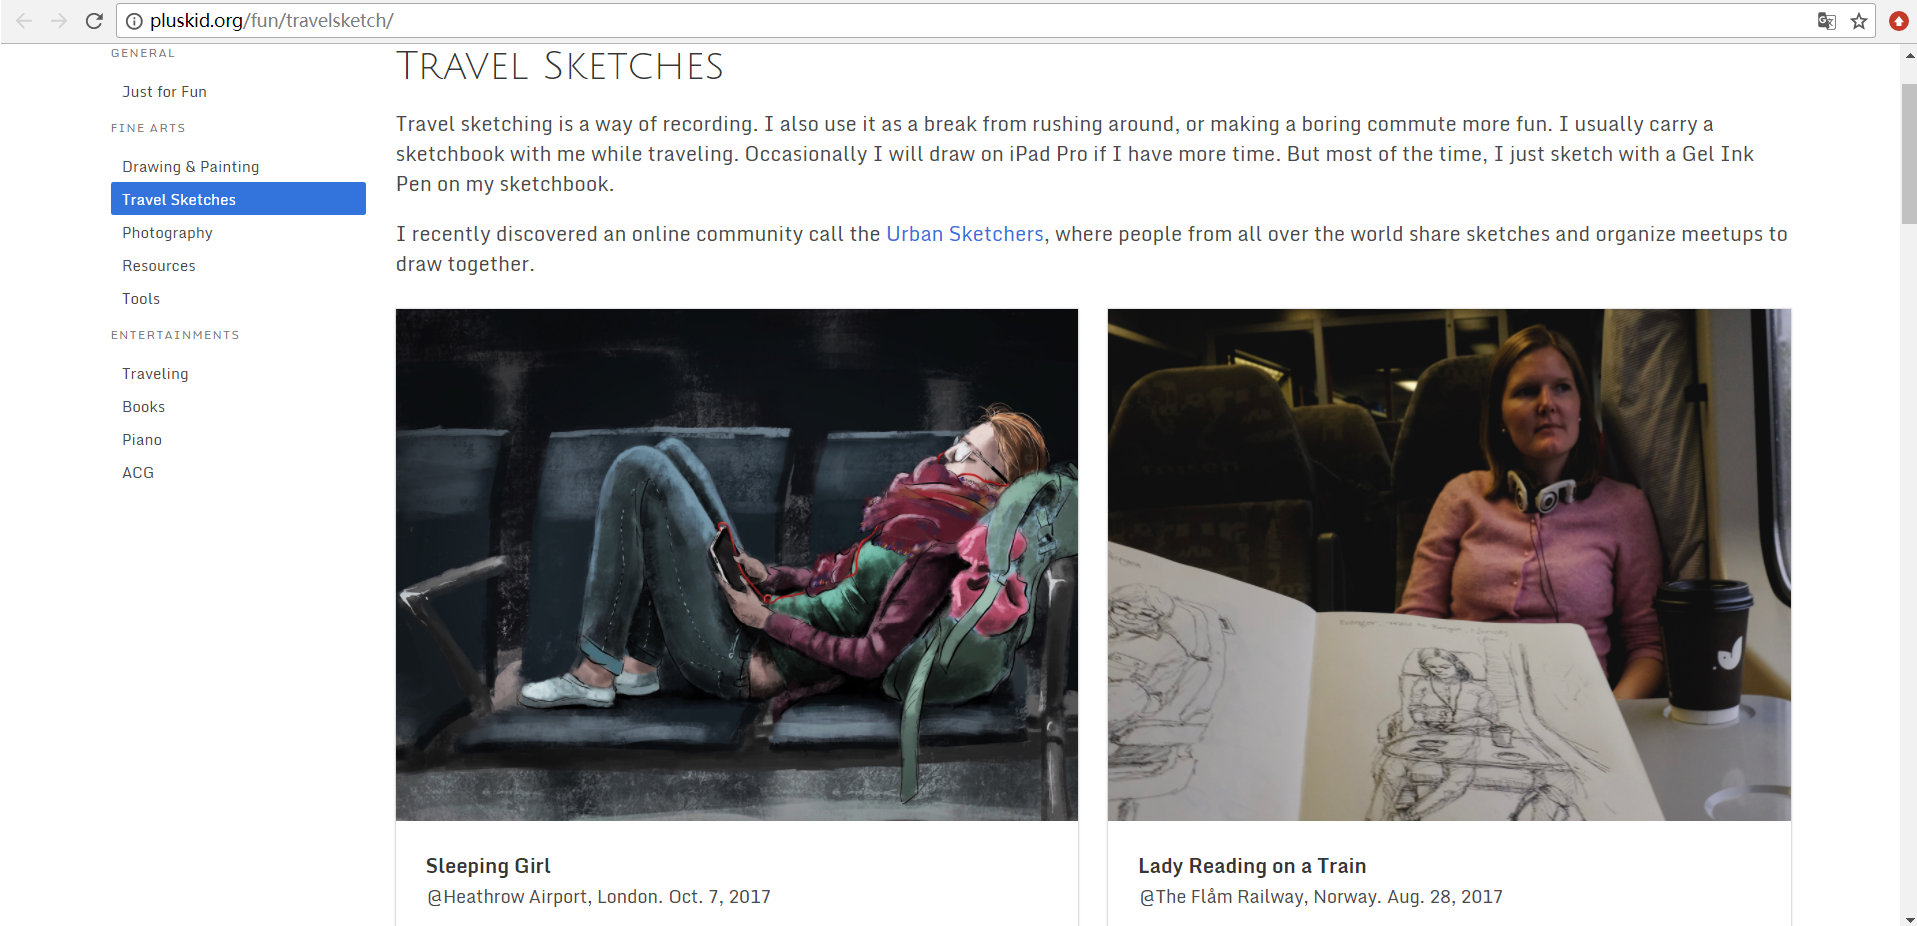 pluskid.org/fun/travelsketch/
GENERAL
Just for Fun
FINE ARTS
Drawing & Painting
Travel Sketches
Photography
Resources
Tools
ENTERTAINMENTS
Traveling
Books
Piano
ACG
Travel Sketches
Travel sketching is a way of recording. I also use it as a break from rushing around, or making a boring commute more fun. I usually carry a
sketchbook with me while traveling. Occasionally I will draw on iPad Pro if I have more time. But most of the time, I just sketch with a Gel Ink
Pen on my sketchbook.
I recently discovered an online community call the Urban Sketchers, where people from all over the world share sketches and organize meetups to
draw together.
Sleeping Girl
@Heathrow Airport, London. Oct. 7, 2017
Lady Reading on a Train
@The Flåm Railway, Norway. Aug. 28, 2017